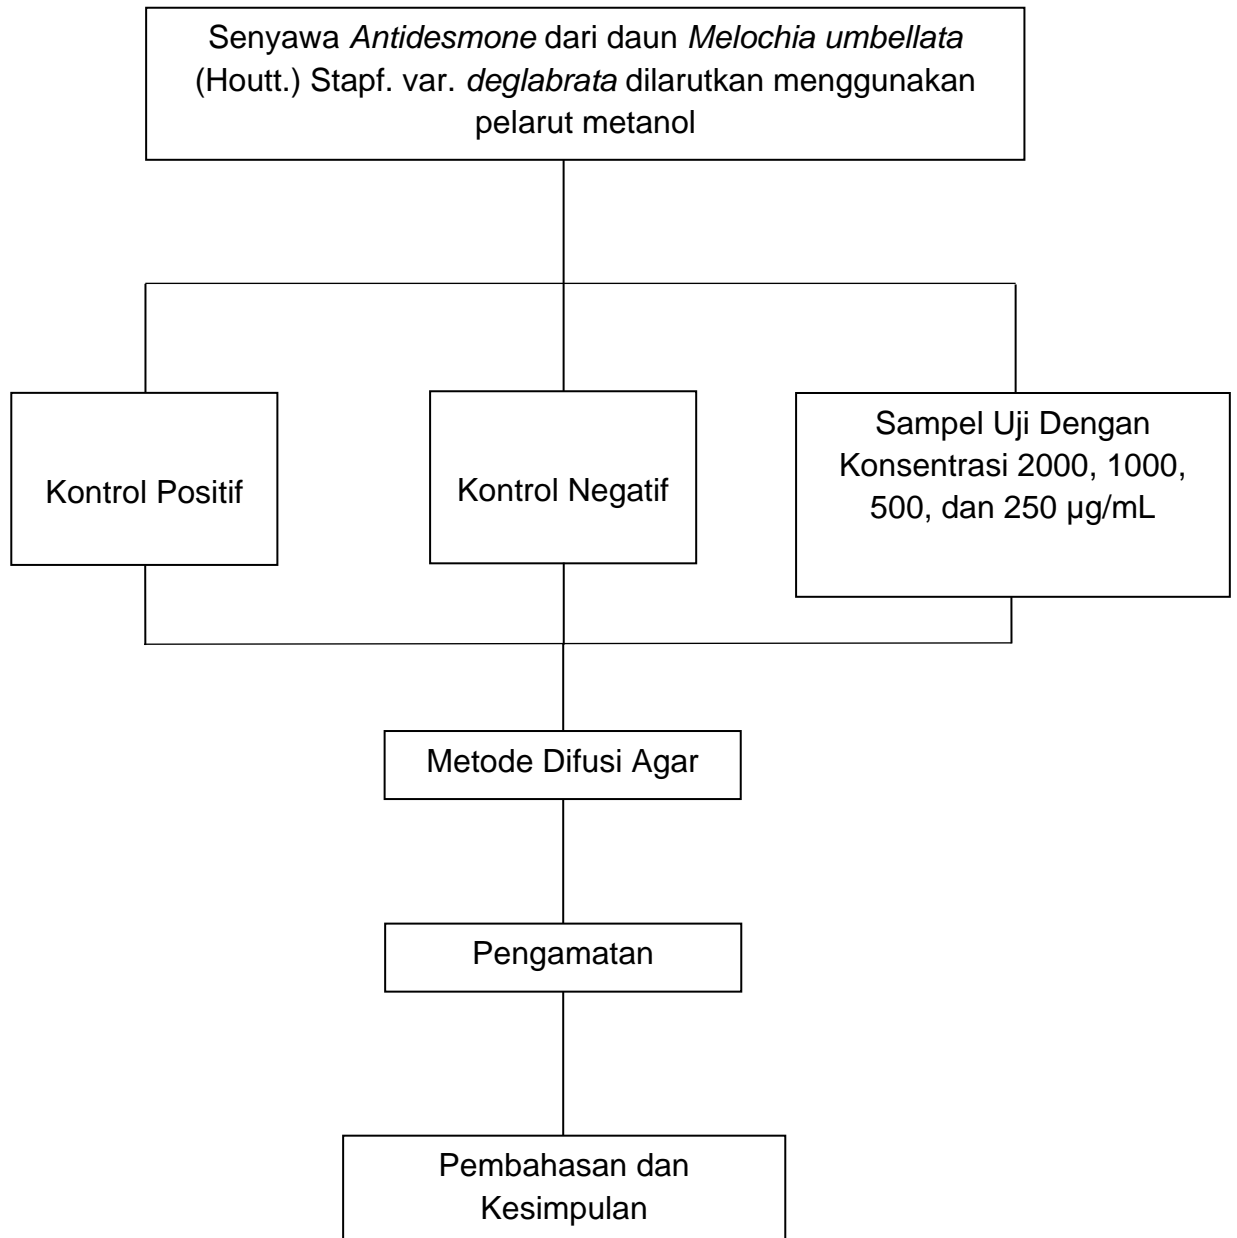 Senyawa Antidesmone dari daun Melochia umbellata
(Houtt.) Stapf. var. deglabrata dilarutkan menggunakan
pelarut metanol
Kontrol Positif
Kontrol Negatif
Sampel Uji Dengan
Konsentrasi 2000, 1000,
500, dan 250 µg/mL
Metode Difusi Agar
Pengamatan
Pembahasan dan
Kesimpulan